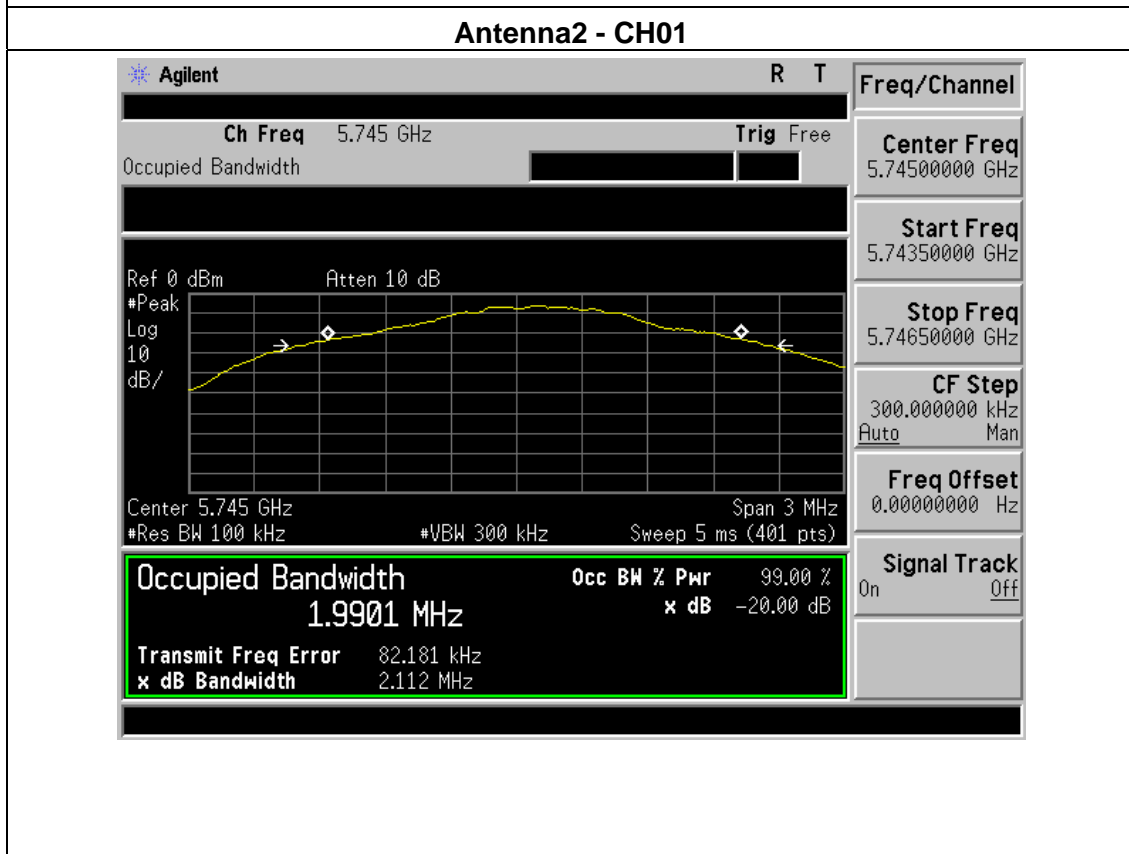 Antenna2 - CH01
Agilent R T
Freq/Channel
Ch Freq 5.745 GHz Trig Free
Occupied Bandwidth
Center Freq
5.74500000 GHz
Start Freq
5.74350000 GHz
Stop Freq
5.74650000 GHz
CF Step
300.000000 kHz
Auto Man
Freq Offset
0.00000000 Hz
Signal Track
On Off
Ref 0 dBm Atten 10 dB
#Peak
Log
10
dB/
Center 5.745 GHz Span 3 MHz
#Res BW 100 kHz #VBW 300 kHz Sweep 5 ms (401 pts)
Occupied Bandwidth Occ BW % Pwr 99.00 %
1.9901 MHz x dB -20.00 dB
Transmit Freq Error 82.181 kHz
x dB Bandwidth 2.112 MHz